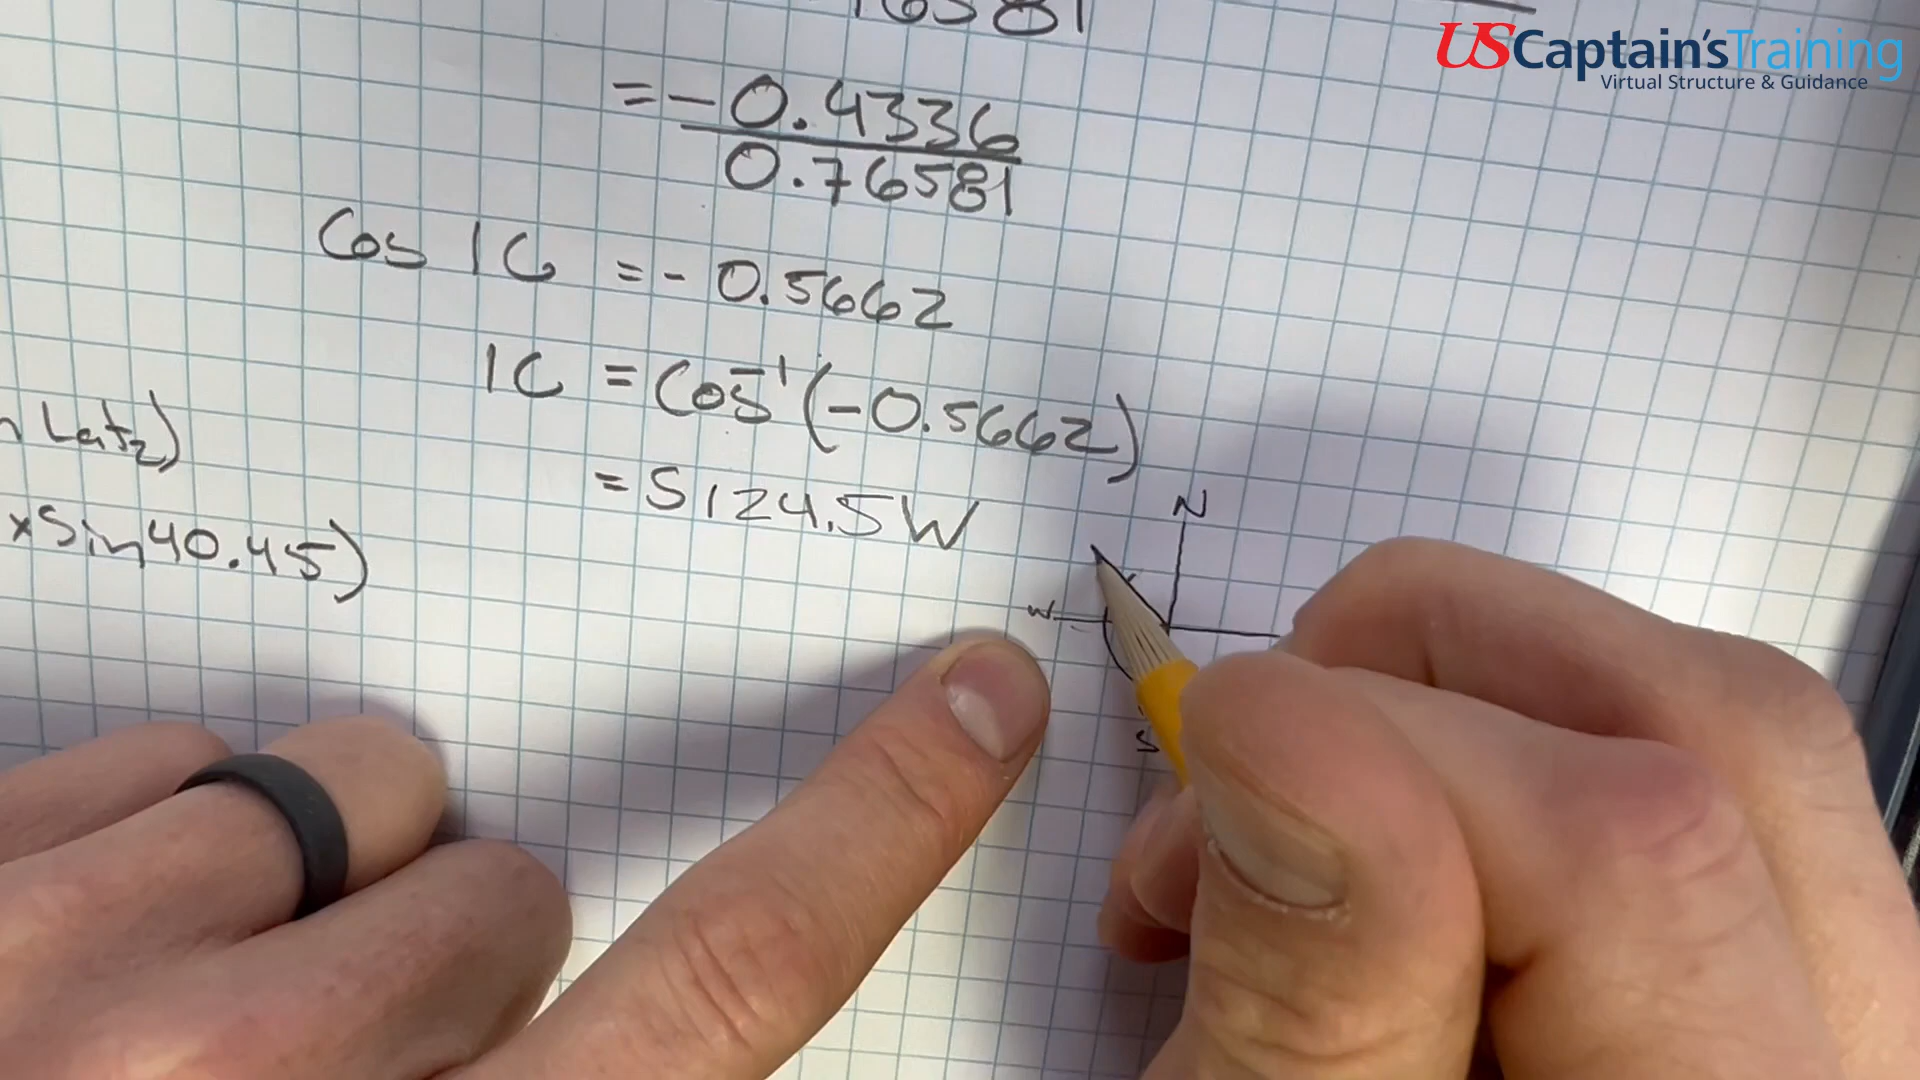 USCaptain'sTraining
Virtual Structure & Guidance
= -0.4336
0.76581
Cos IC = -0.5662
IC = Cos⁻¹(-0.5662)
= S124.5W
Lat₂)
xSin40.45)
N
W
S